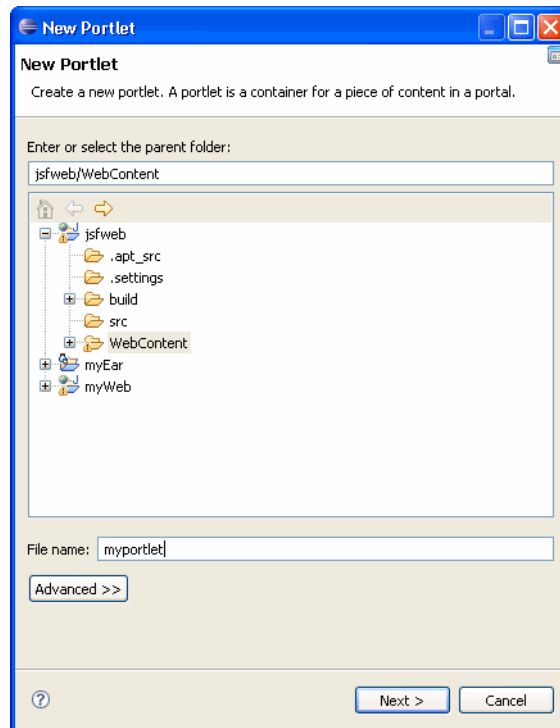 New Portlet
New Portlet
Create a new portlet. A portlet is a container for a piece of content in a portal.
Enter or select the parent folder:
jsfweb/WebContent
jsfweb
.apt_src
.settings
build
src
WebContent
myEar
myWeb
File name: myportlet
Advanced >>
Next > Cancel